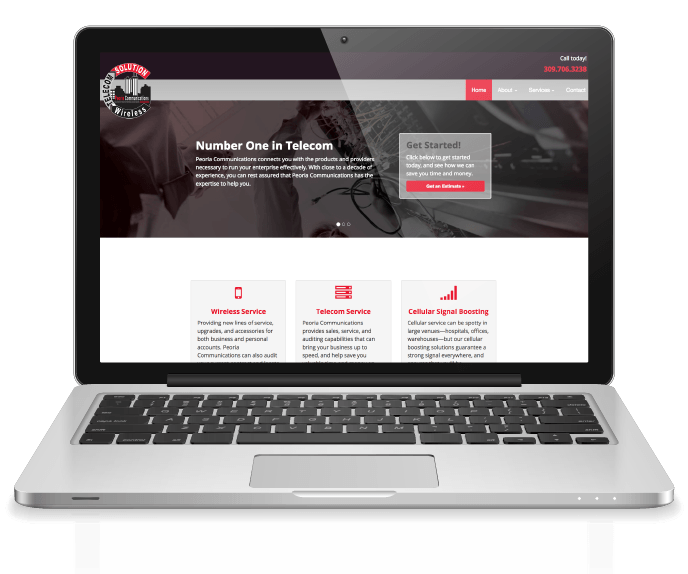 Call today!
309.706.3238
TELECOM SOLUTION
Peoria Communications
Wireless
Home About Services Contact
Number One in Telecom
Peoria Communications connects you with the products and providers
necessary to run your enterprise effectively. With close to a decade of
experience, you can rest assured that Peoria Communications has the
expertise to help you.
Get Started!
Click below to get started
today, and see how we can
save you time and money.
Get an Estimate »
Wireless Service
Providing new lines of service,
upgrades, and accessories for
both business and personal
accounts. Peoria
Communications can also audit
Telecom Service
Peoria Communications
provides sales, service, and
auditing capabilities that can
bring your business up to
speed, and help save you
Cellular Signal Boosting
Cellular service can be spotty in
large venues—hospitals, offices,
warehouses—but our cellular
boosting solutions guarantee a
strong signal everywhere, and